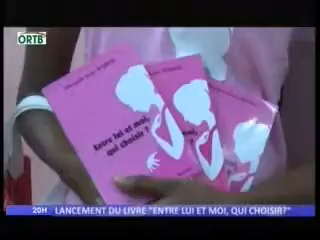 ORTB
Entre lui et moi,
qui choisir ?
20H LANCEMENT DU LIVRE "ENTRE LUI ET MOI, QUI CHOISIR?"